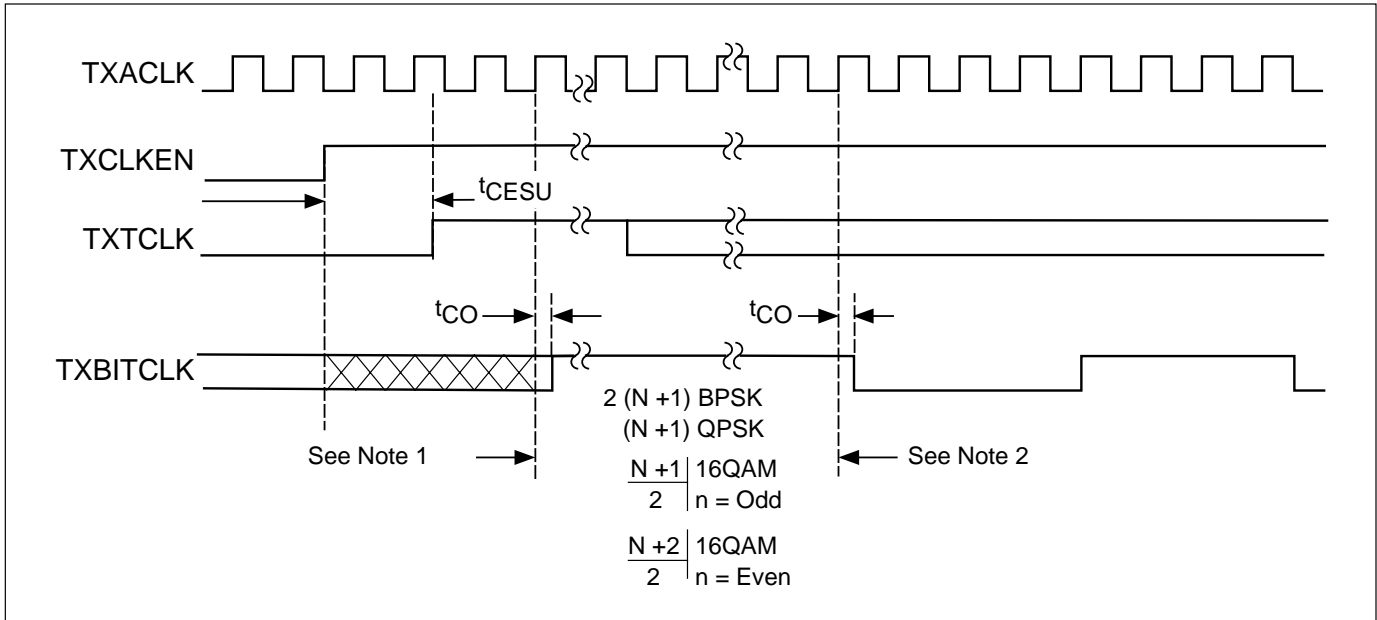 TXACLK
TXCLKEN
tCESU
TXTCLK
tCO
tCO
TXBITCLK
2 (N +1) BPSK
(N +1) QPSK
See Note 1
See Note 2
N +1 16QAM
2 n = Odd
N +2 16QAM
2 n = Even